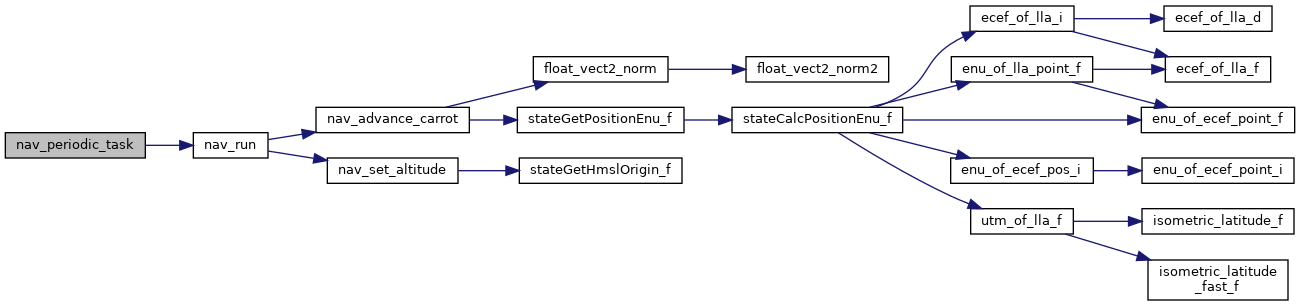 nav_periodic_task
nav_run
nav_advance_carrot
nav_set_altitude
float_vect2_norm
stateGetPositionEnu_f
stateGetHmslOrigin_f
float_vect2_norm2
stateCalcPositionEnu_f
ecef_of_lla_i
enu_of_lla_point_f
enu_of_ecef_pos_i
utm_of_lla_f
ecef_of_lla_d
ecef_of_lla_f
enu_of_ecef_point_f
enu_of_ecef_point_i
isometric_latitude_f
isometric_latitude
_fast_f